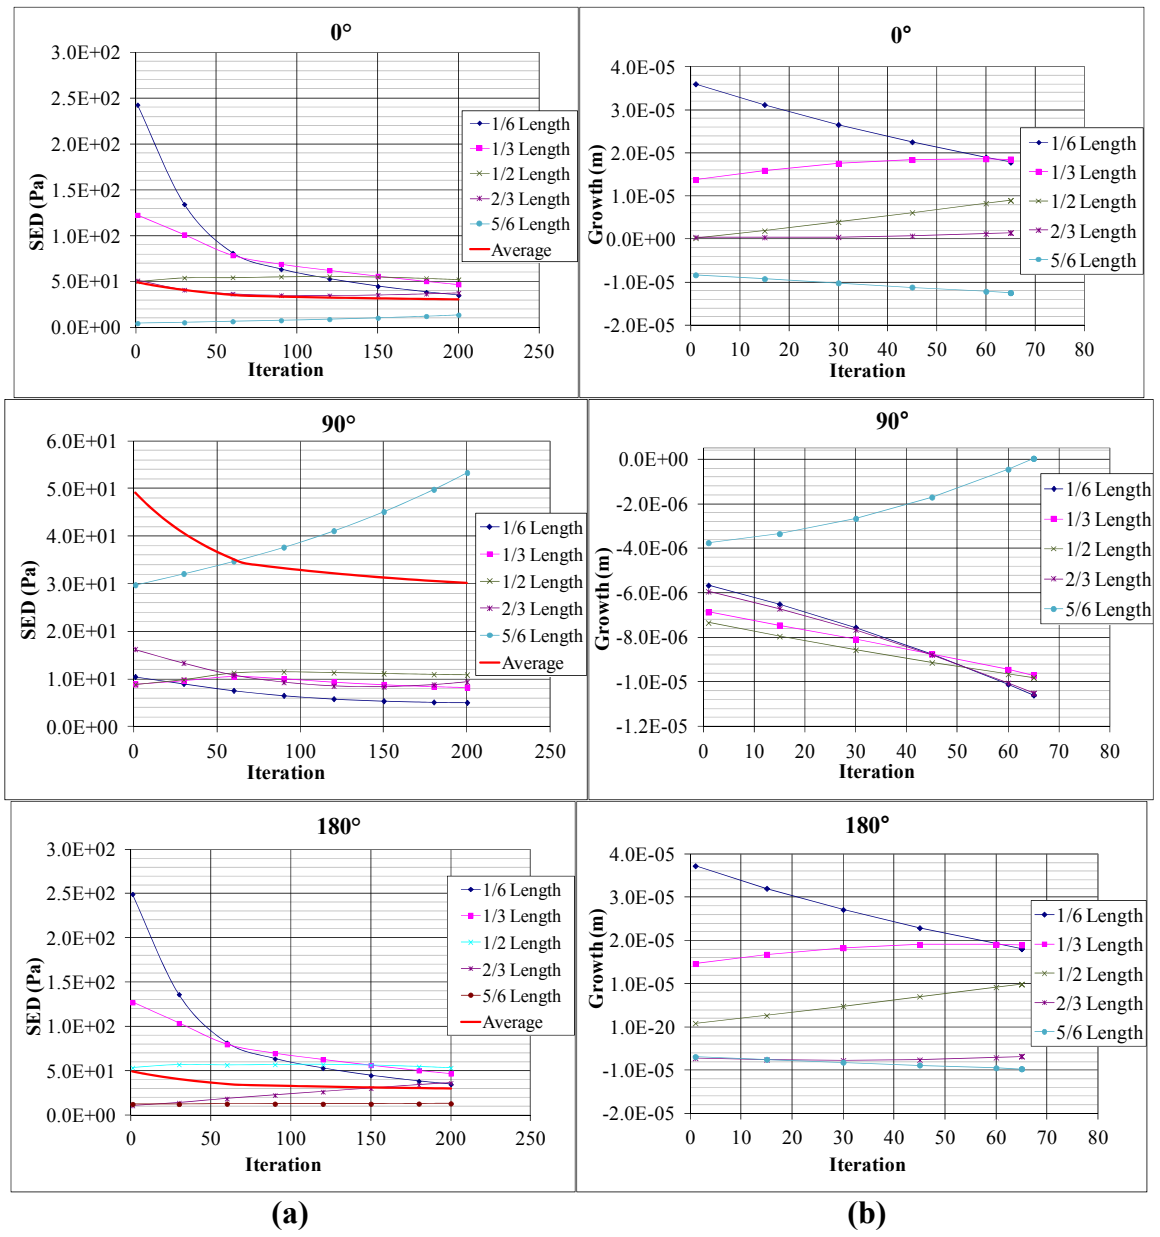 0°
3.0E+02
2.5E+02
2.0E+02
1.5E+02
1.0E+02
5.0E+01
0.0E+00
SED (Pa)
0 50 100 150 200 250
Iteration
1/6 Length
1/3 Length
1/2 Length
2/3 Length
5/6 Length
Average
0°
4.0E-05
3.0E-05
2.0E-05
1.0E-05
0.0E+00
-1.0E-05
-2.0E-05
Growth (m)
0 10 20 30 40 50 60 70 80
Iteration
1/6 Length
1/3 Length
1/2 Length
2/3 Length
5/6 Length
90°
6.0E+01
5.0E+01
4.0E+01
3.0E+01
2.0E+01
1.0E+01
0.0E+00
SED (Pa)
0 50 100 150 200 250
Iteration
1/6 Length
1/3 Length
1/2 Length
2/3 Length
5/6 Length
Average
90°
0.0E+00
-2.0E-06
-4.0E-06
-6.0E-06
-8.0E-06
-1.0E-05
-1.2E-05
Growth (m)
0 10 20 30 40 50 60 70 80
Iteration
1/6 Length
1/3 Length
1/2 Length
2/3 Length
5/6 Length
180°
3.0E+02
2.5E+02
2.0E+02
1.5E+02
1.0E+02
5.0E+01
0.0E+00
SED (Pa)
0 50 100 150 200 250
Iteration
1/6 Length
1/3 Length
1/2 Length
2/3 Length
5/6 Length
Average
180°
4.0E-05
3.0E-05
2.0E-05
1.0E-05
1.0E-20
-1.0E-05
-2.0E-05
Growth (m)
0 10 20 30 40 50 60 70 80
Iteration
1/6 Length
1/3 Length
1/2 Length
2/3 Length
5/6 Length
(a)
(b)